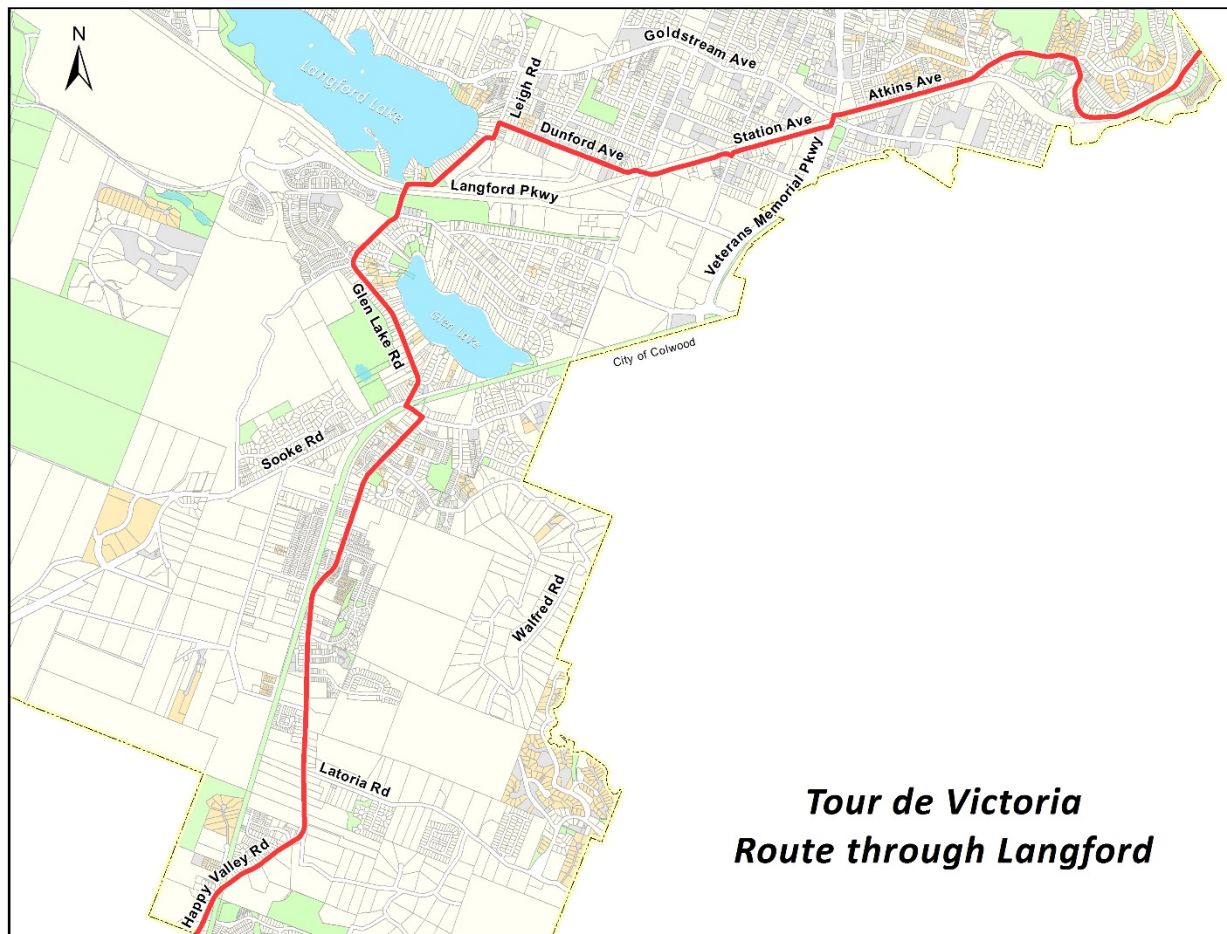 N
Goldstream Ave
Langford Lake
Leigh Rd
Atkins Ave
Station Ave
Dunford Ave
Langford Pkwy
Veterans Memorial Pkwy
Glen Lake Rd
Glen Lake
City of Colwood
Sooke Rd
Walfred Rd
Latoria Rd
Happy Valley Rd
Tour de Victoria
Route through Langford